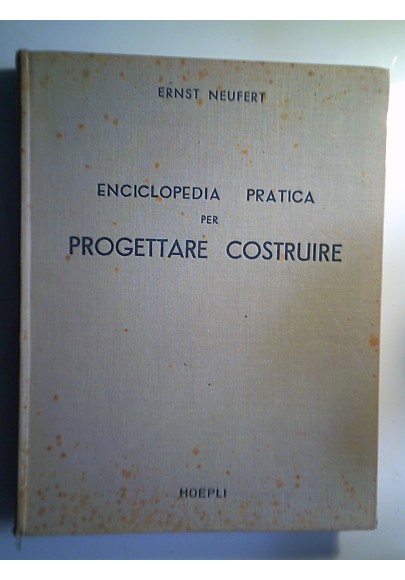 ERNST NEUFERT
ENCICLOPEDIA PRATICA
PER
PROGETTARE COSTRUIRE
HOEPLI